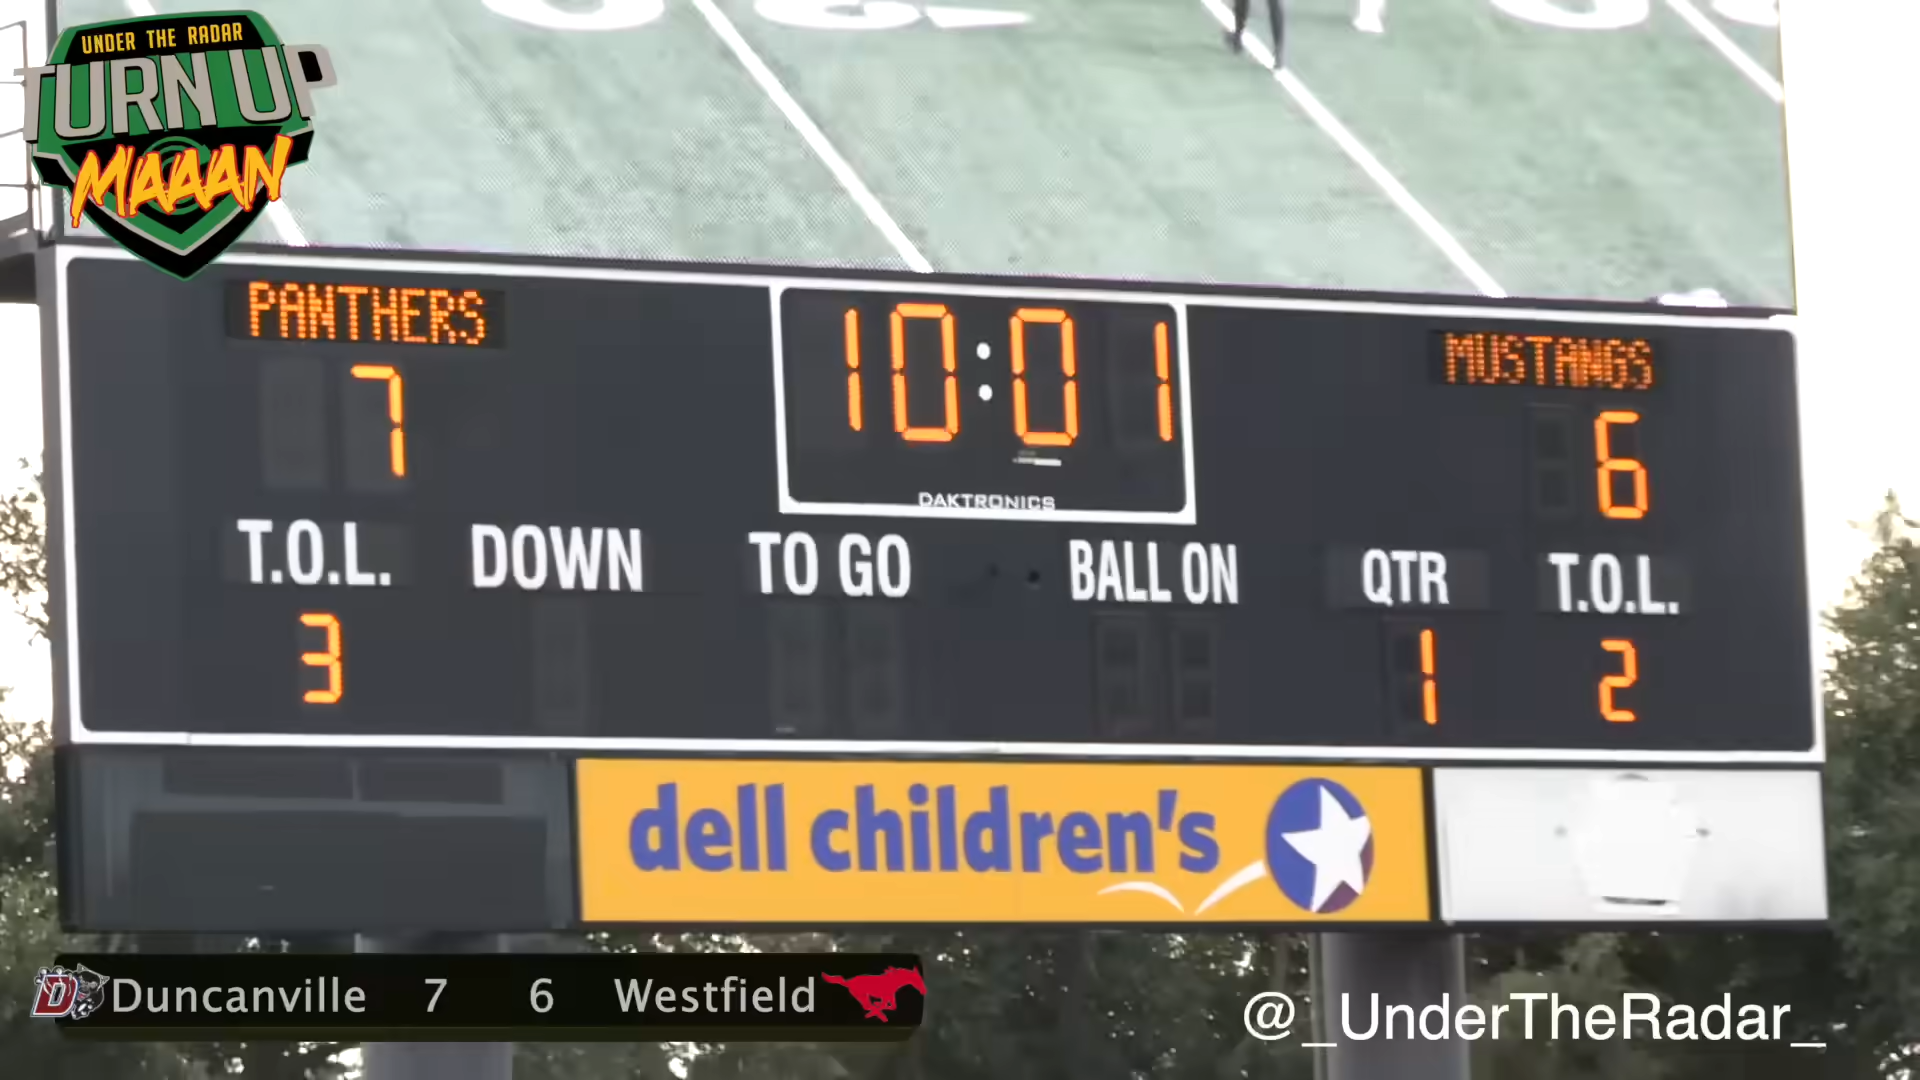 UNDER THE RADAR
TURN UP
MAAAN
PANTHERS
10:01
MUSTANGS
7
6
DAKTRONICS
T.O.L. DOWN TO GO BALL ON QTR T.O.L.
3 1 2
dell children's
Duncanville 7 6 Westfield
@_UnderTheRadar_